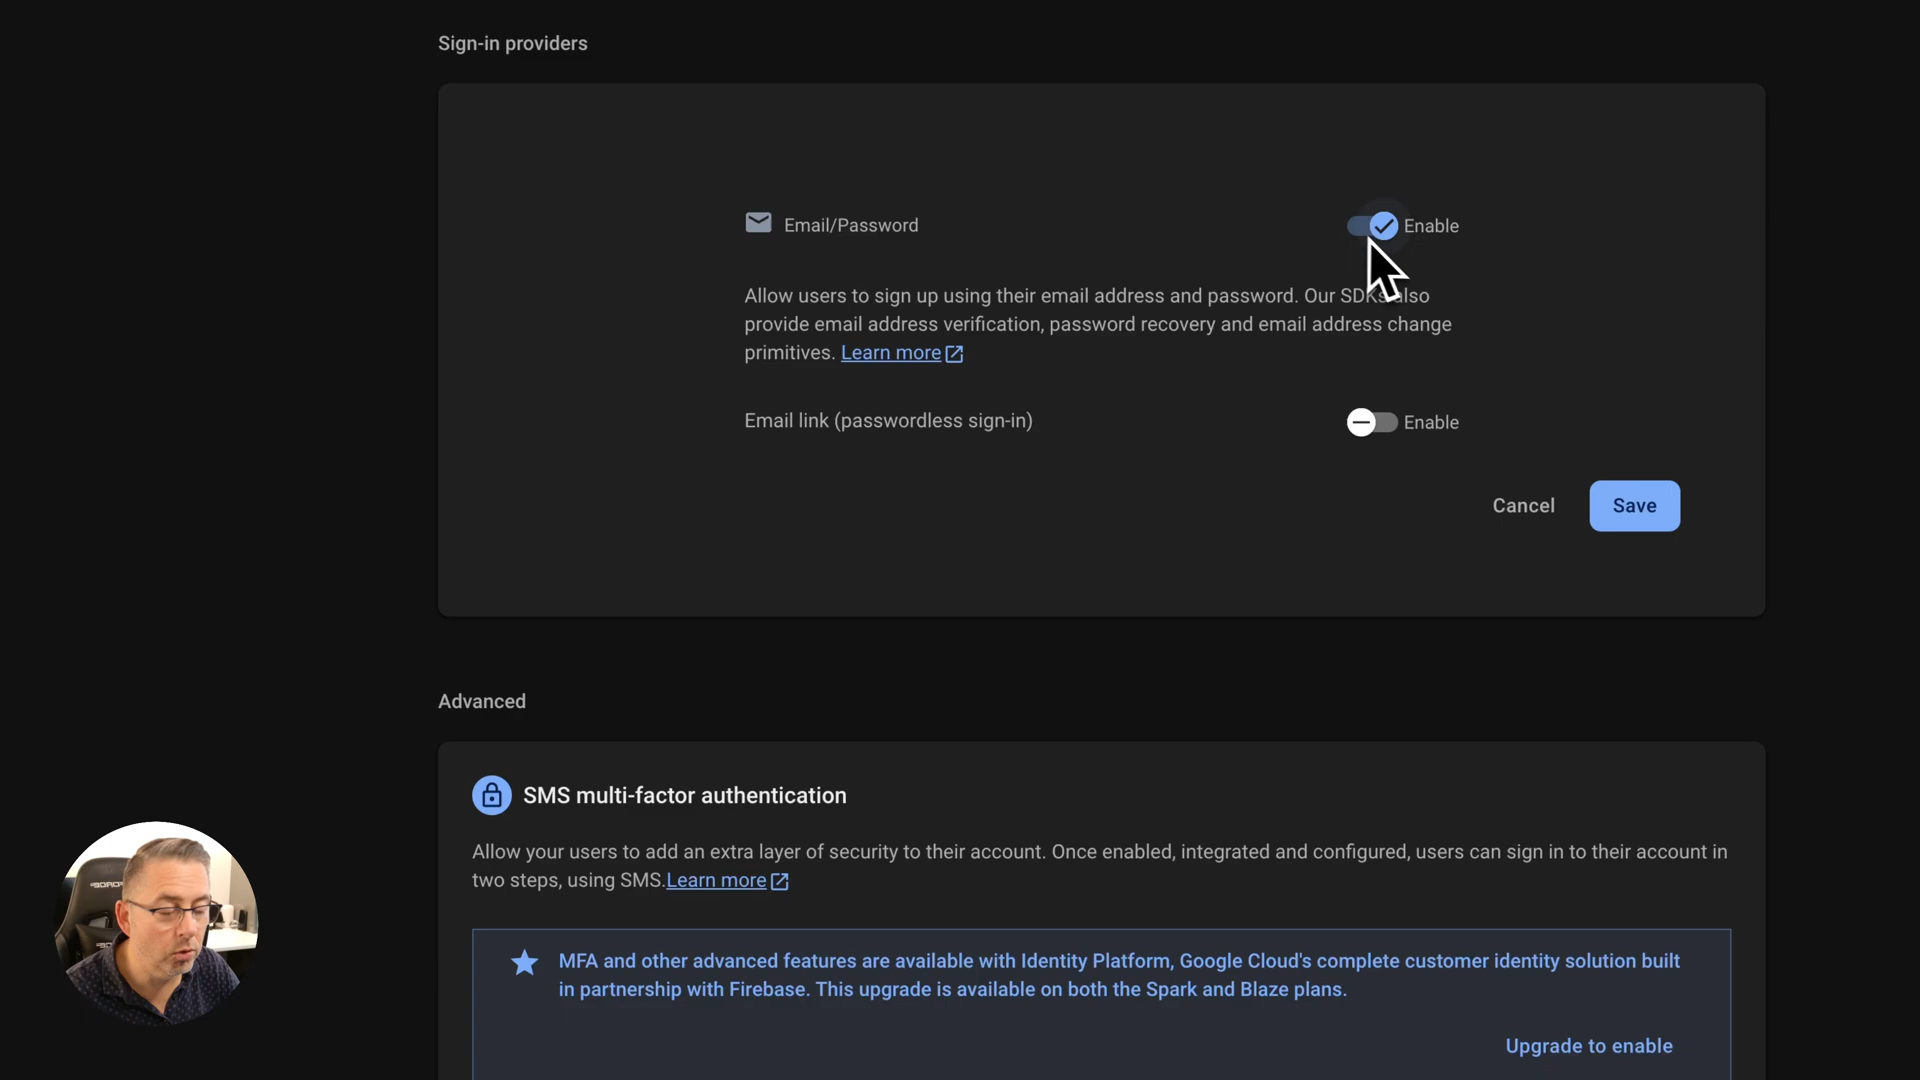 Sign-in providers
Email/Password
Enable
Allow users to sign up using their email address and password. Our SDKs also
provide email address verification, password recovery and email address change
primitives. Learn more
Email link (passwordless sign-in)
Enable
Cancel
Save
Advanced
SMS multi-factor authentication
Allow your users to add an extra layer of security to their account. Once enabled, integrated and configured, users can sign in to their account in
two steps, using SMS.Learn more
MFA and other advanced features are available with Identity Platform, Google Cloud's complete customer identity solution built
in partnership with Firebase. This upgrade is available on both the Spark and Blaze plans.
Upgrade to enable